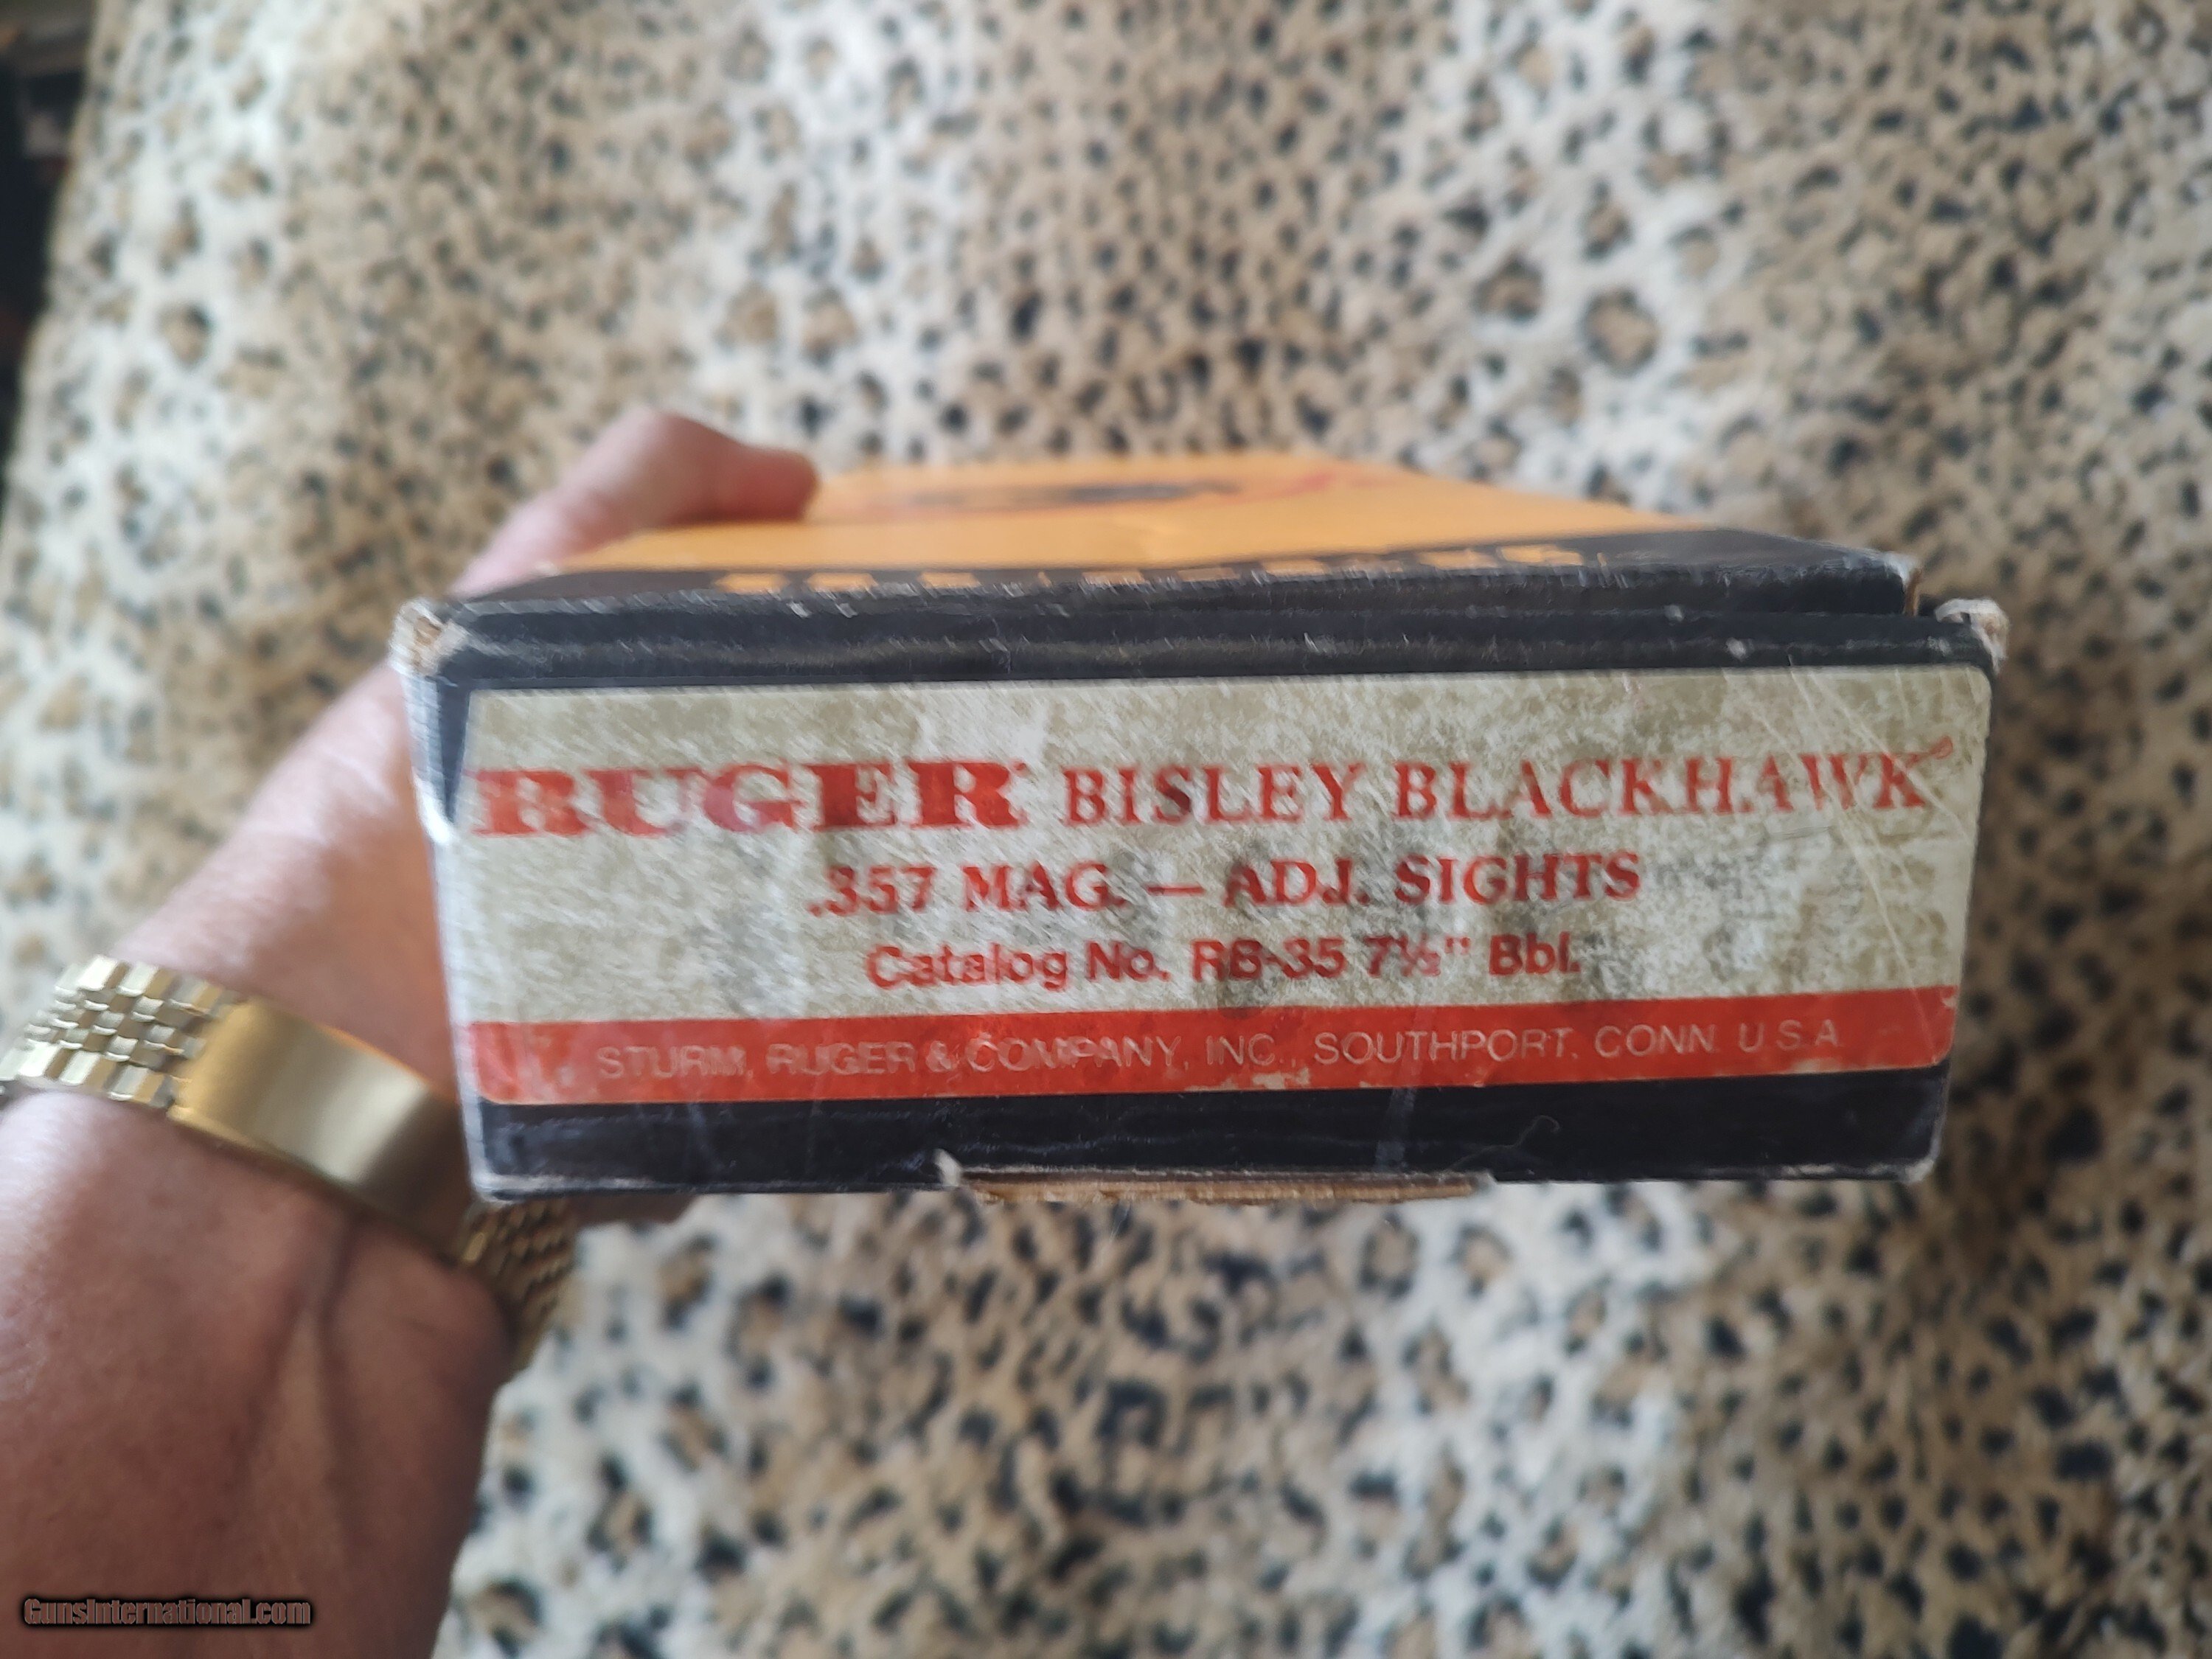 RUGER BISLEY BLACKHAWK®
.357 MAG. — ADJ. SIGHTS
Catalog No. RB-35 7½" Bbl.
STURM, RUGER & COMPANY, INC., SOUTHPORT, CONN. U.S.A.
GunsInternational.com